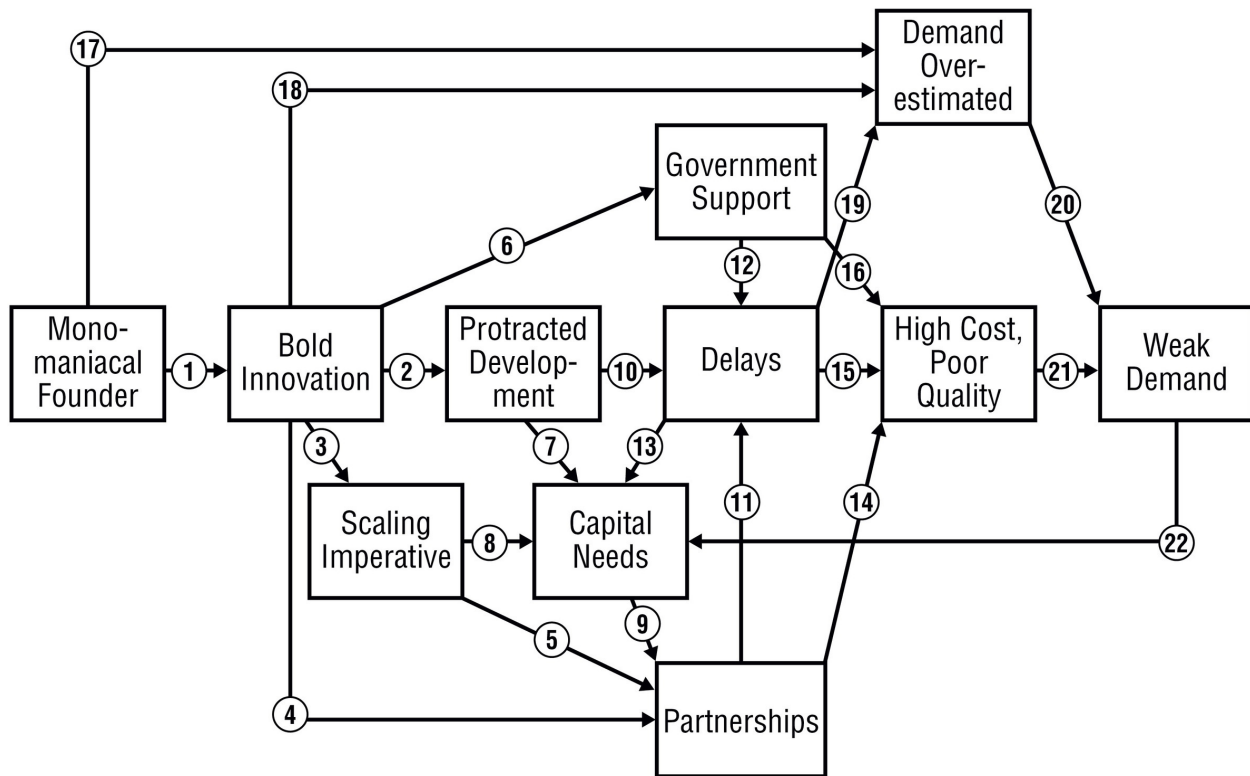 17
Demand
Over-
estimated
18
Government
Support
19
20
6
12
16
Mono-
maniacal
Founder
1
Bold
Innovation
2
Protracted
Develop-
ment
10
Delays
15
High Cost,
Poor
Quality
21
Weak
Demand
3
7
13
Scaling
Imperative
8
Capital
Needs
11
14
22
5
9
4
Partnerships